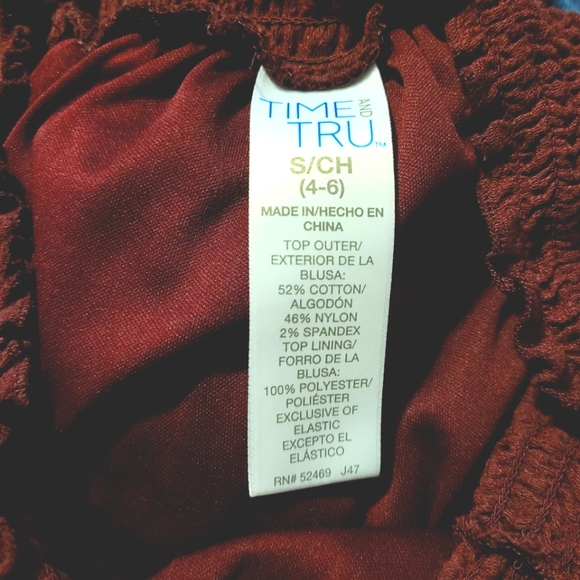 TIME AND
TRU™
S/CH
(4-6)
MADE IN/HECHO EN
CHINA
TOP OUTER/
EXTERIOR DE LA
BLUSA:
52% COTTON/
ALGODÓN
46% NYLON
2% SPANDEX
TOP LINING/
FORRO DE LA
BLUSA:
100% POLYESTER/
POLIÉSTER
EXCLUSIVE OF
ELASTIC
EXCEPTO EL
ELÁSTICO
RN# 52469 J47